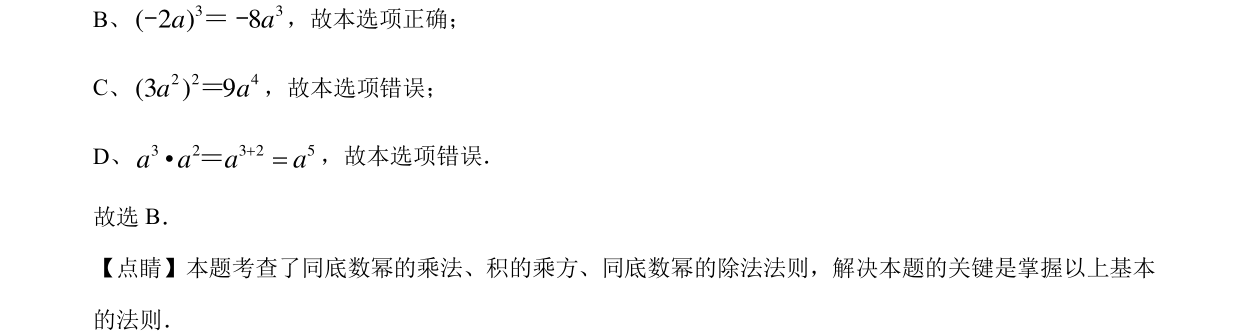 B、(-2a)³= -8a³，故本选项正确；
C、(3a²)²=9a⁴，故本选项错误；
D、a³•a²=a³⁺²=a⁵，故本选项错误．
故选 B．
【点睛】本题考查了同底数幂的乘法、积的乘方、同底数幂的除法法则，解决本题的关键是掌握以上基本
的法则．